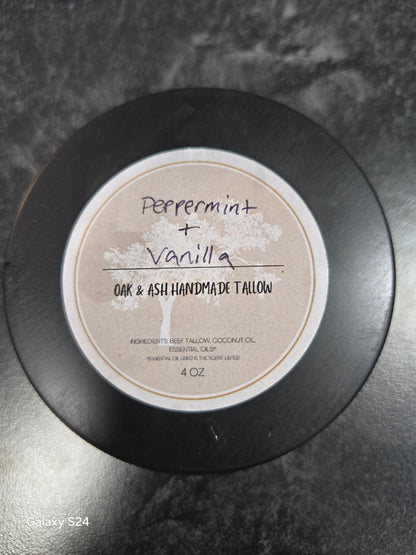 Peppermint
+
Vanilla
OAK & ASH HANDMADE TALLOW
INGREDIENTS: BEEF TALLOW, COCONUT OIL,
ESSENTIAL OILS*
*ESSENTIAL OIL USED IS THE SCENT LISTED
4 OZ
Galaxy S24